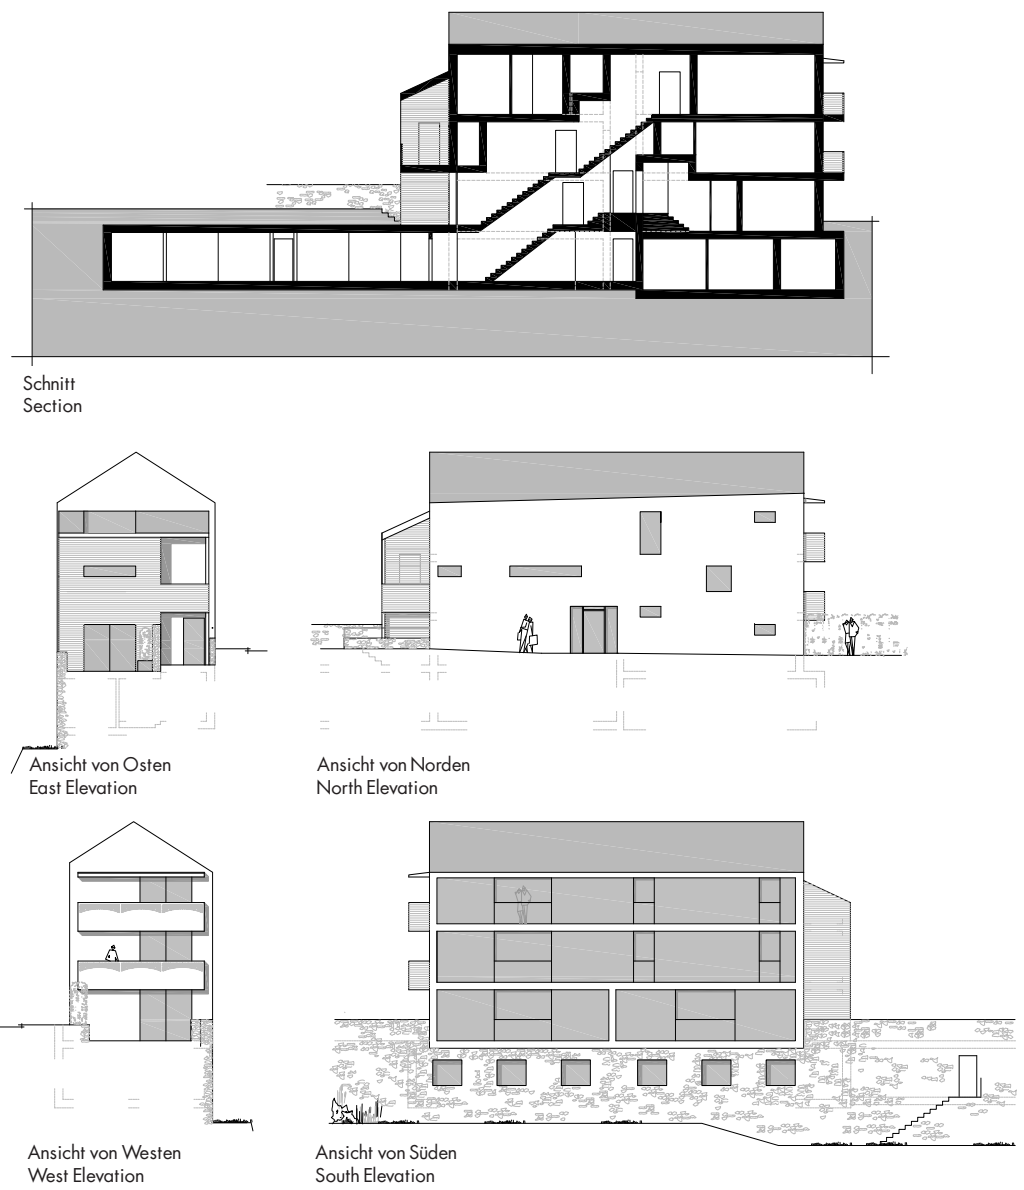 Schnitt
Section
Ansicht von Osten
East Elevation
Ansicht von Norden
North Elevation
Ansicht von Westen
West Elevation
Ansicht von Süden
South Elevation